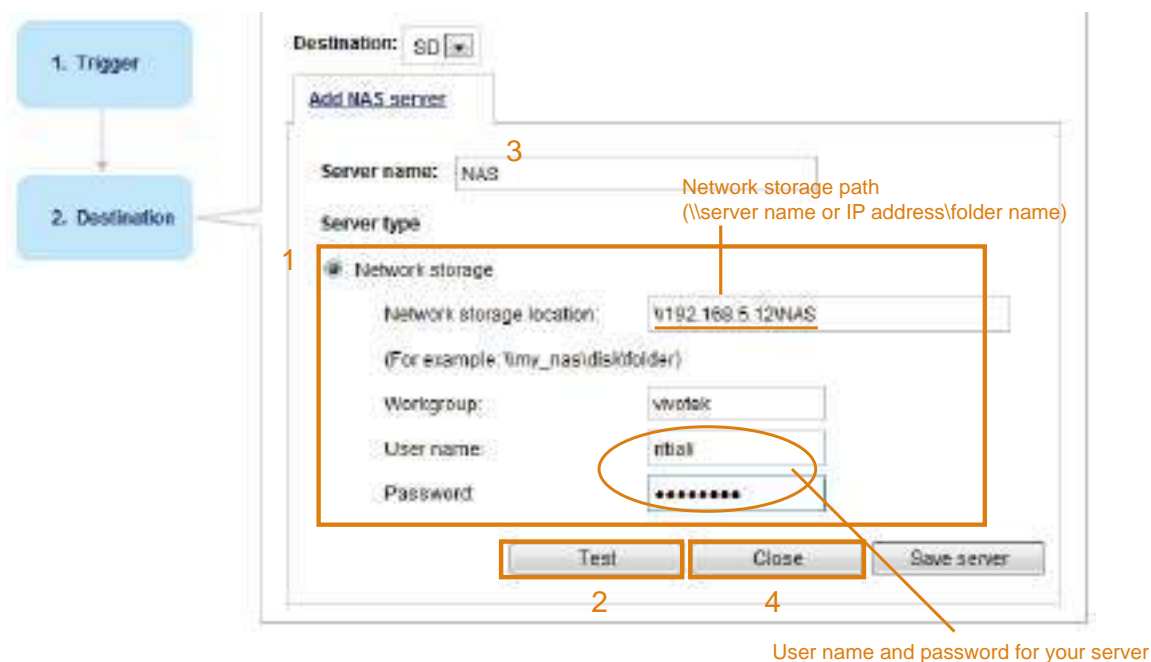 1. Trigger
2. Destination
Destination: SD
Add NAS server
3
Server name: NAS
Network storage path
(\\server name or IP address\folder name)
Server type
1
Network storage
Network storage location: \\192.168.5.12\NAS
(For example: \\my_nas\disk\folder)
Workgroup: vivotek
User name:
Password: ••••••••
Test Close Save server
2 4
User name and password for your server